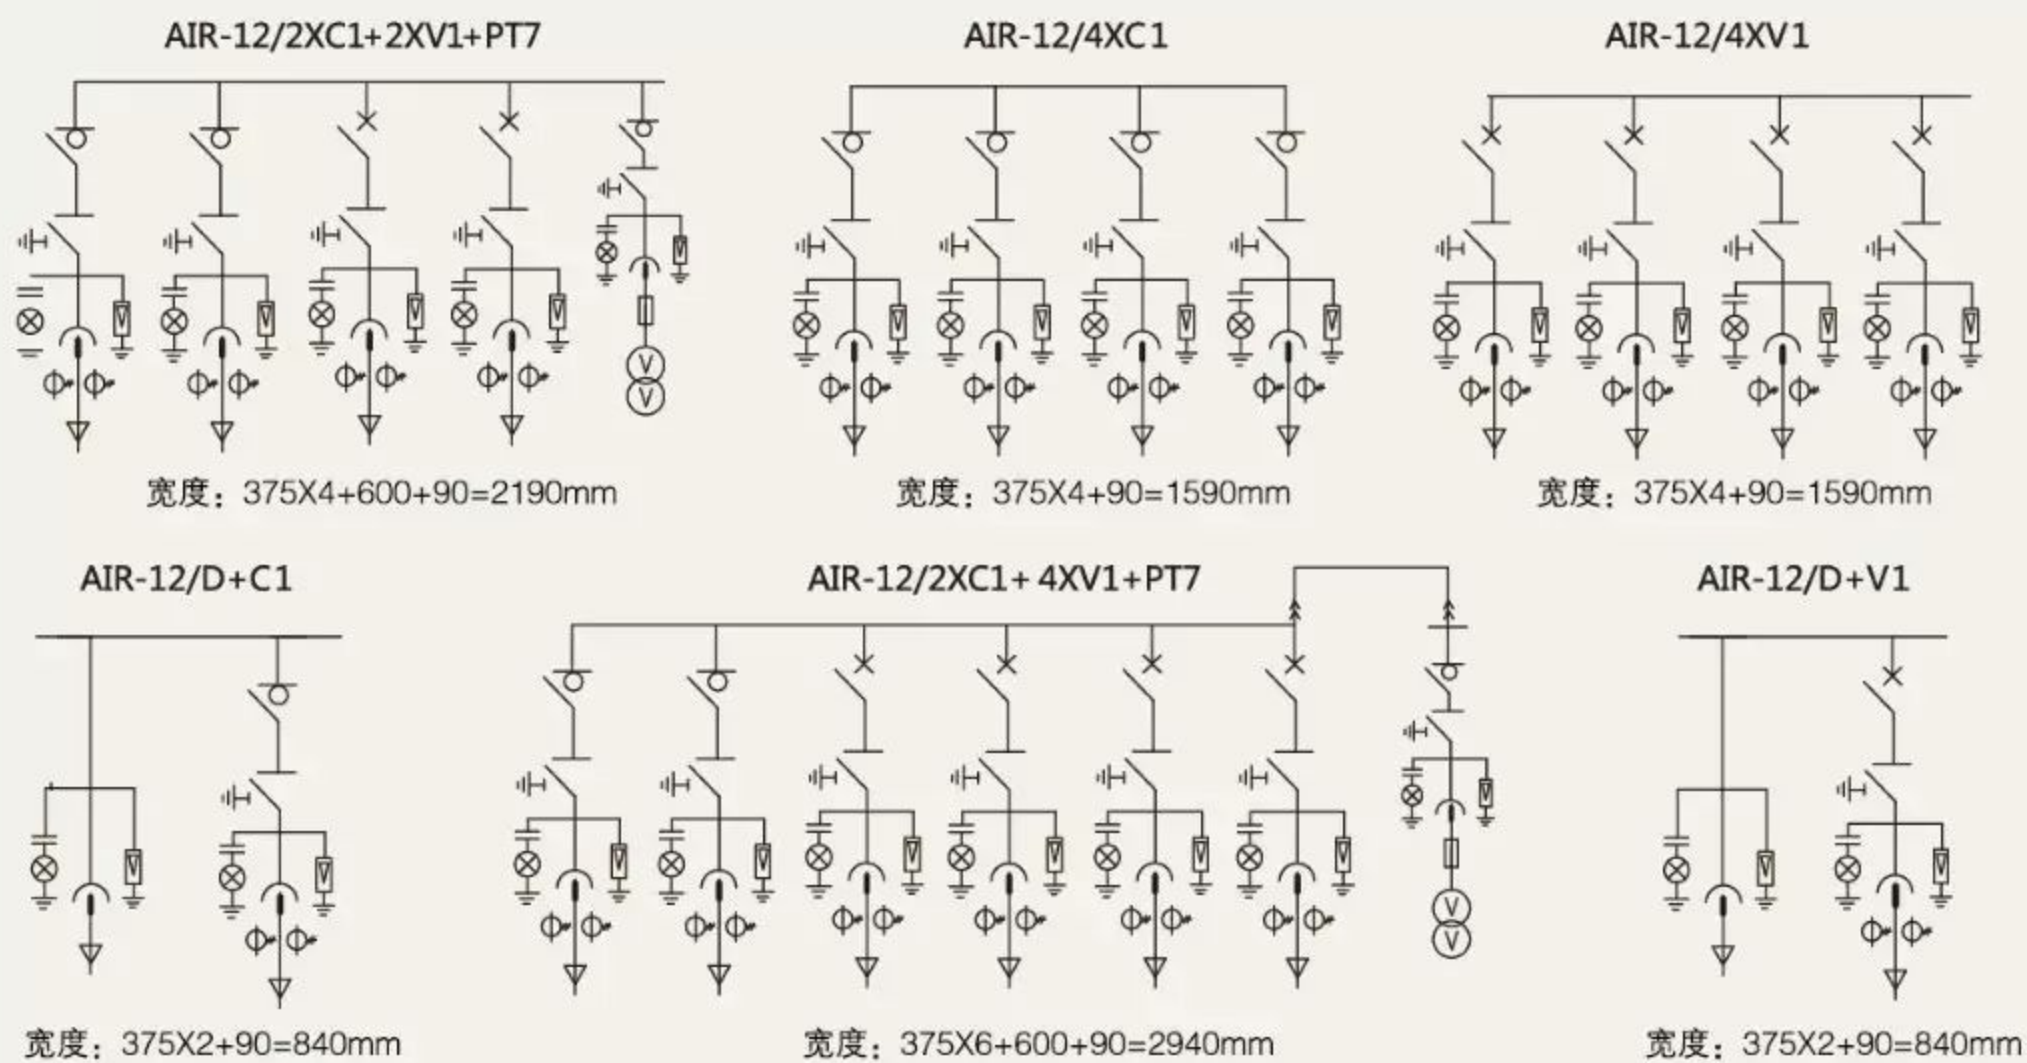 AIR-12/2XC1+2XV1+PT7
AIR-12/4XC1
AIR-12/4XV1
V
V
宽度：375X4+600+90=2190mm
宽度：375X4+90=1590mm
宽度：375X4+90=1590mm
AIR-12/D+C1
AIR-12/2XC1+ 4XV1+PT7
AIR-12/D+V1
V
V
宽度：375X2+90=840mm
宽度：375X6+600+90=2940mm
宽度：375X2+90=840mm